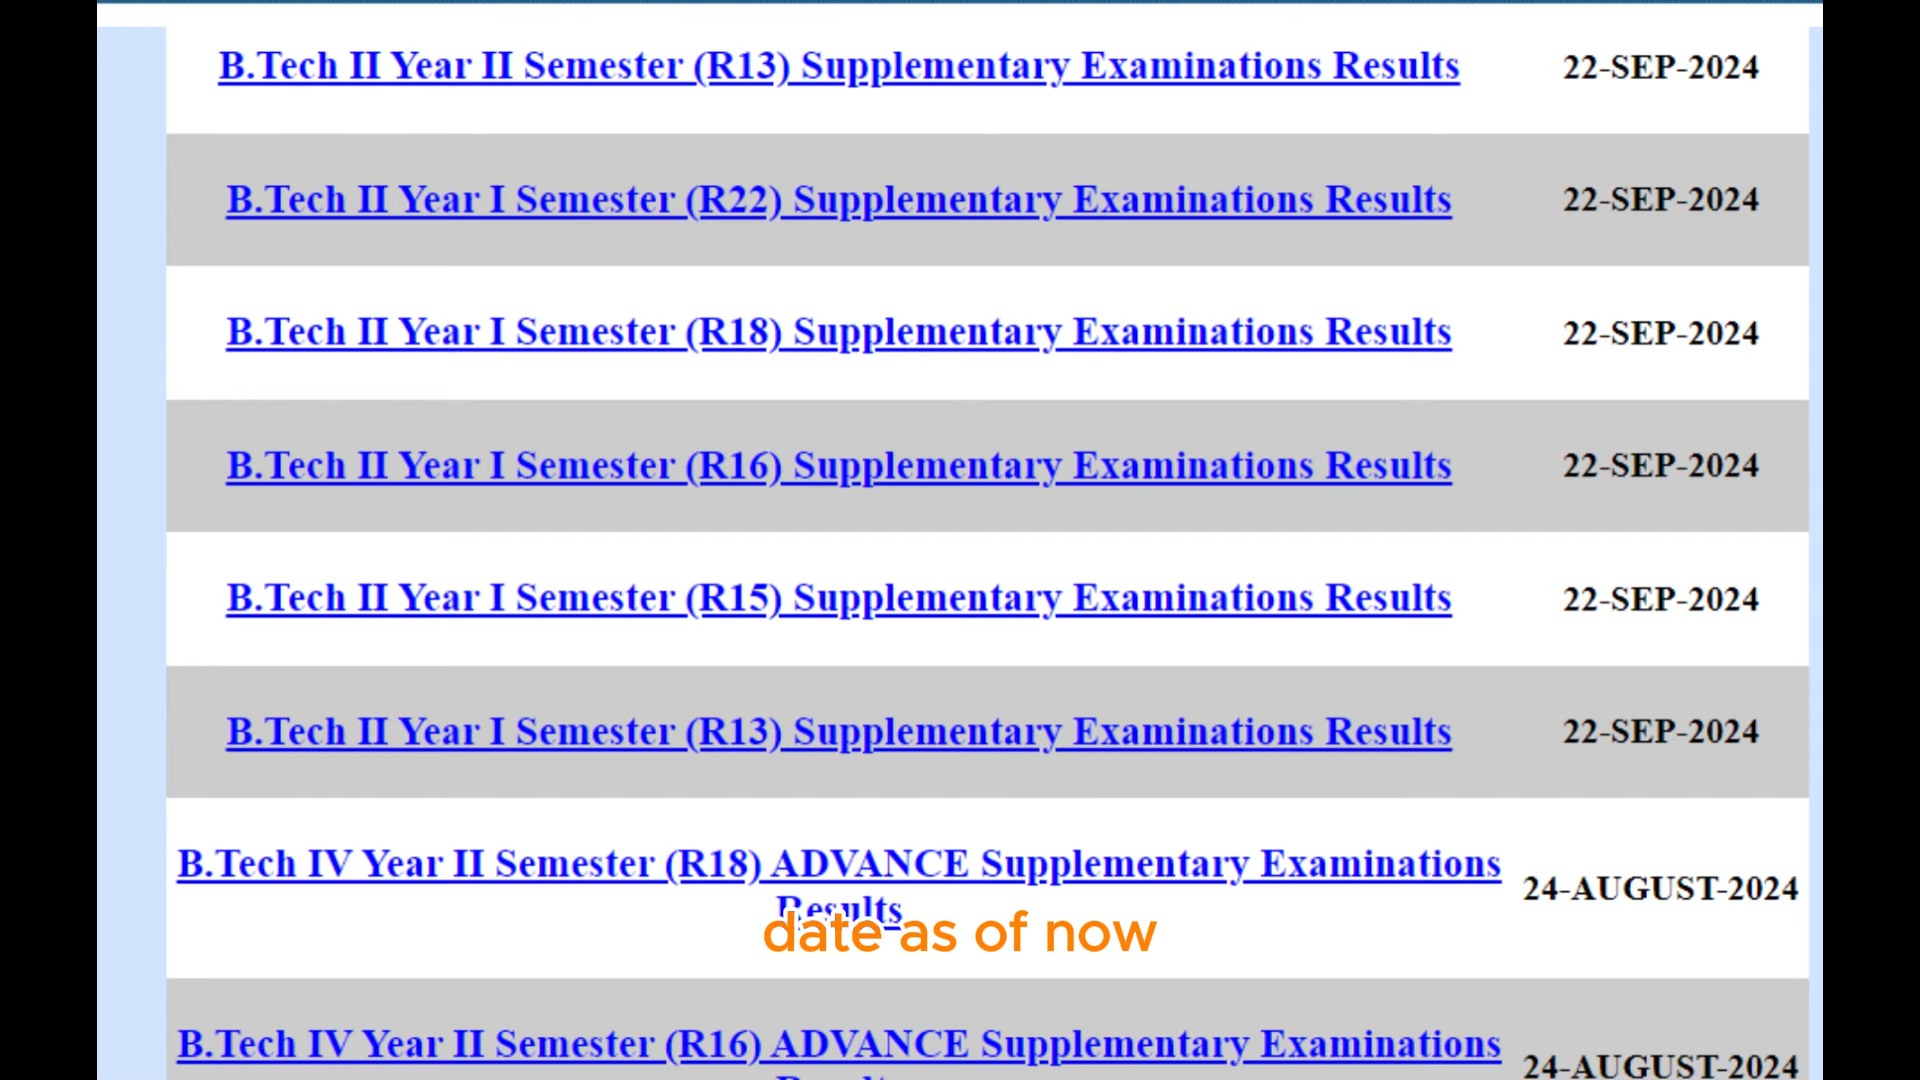 B.Tech II Year II Semester (R13) Supplementary Examinations Results 22-SEP-2024
B.Tech II Year I Semester (R22) Supplementary Examinations Results 22-SEP-2024
B.Tech II Year I Semester (R18) Supplementary Examinations Results 22-SEP-2024
B.Tech II Year I Semester (R16) Supplementary Examinations Results 22-SEP-2024
B.Tech II Year I Semester (R15) Supplementary Examinations Results 22-SEP-2024
B.Tech II Year I Semester (R13) Supplementary Examinations Results 22-SEP-2024
B.Tech IV Year II Semester (R18) ADVANCE Supplementary Examinations
Results
24-AUGUST-2024
date as of now
B.Tech IV Year II Semester (R16) ADVANCE Supplementary Examinations
24-AUGUST-2024